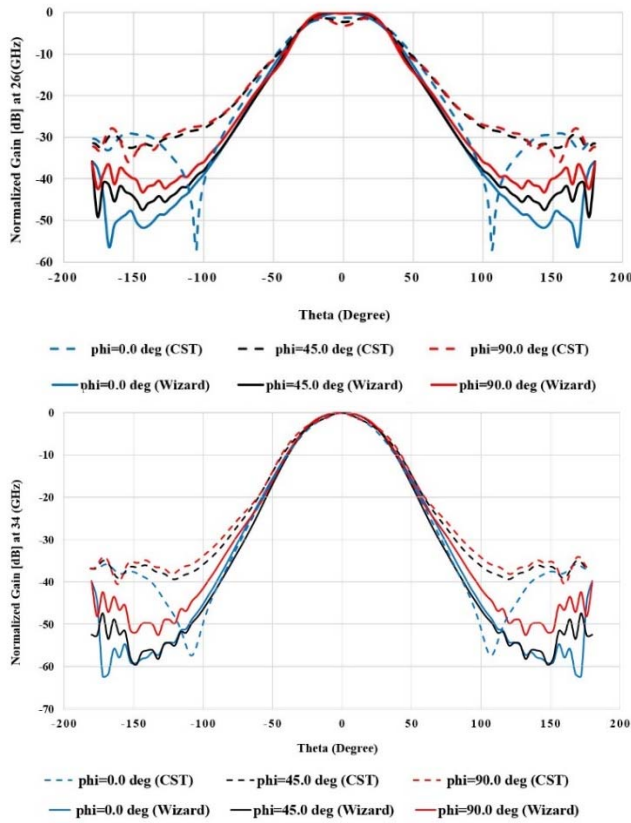 Normalized Gain [dB] at 26(GHz)
0
-10
-20
-30
-40
-50
-60
-200 -150 -100 -50 0 50 100 150 200
Theta (Degree)
phi=0.0 deg (CST) phi=45.0 deg (CST) phi=90.0 deg (CST)
phi=0.0 deg (Wizard) phi=45.0 deg (Wizard) phi=90.0 deg (Wizard)
Normalized Gain [dB] at 34 (GHz)
0
-10
-20
-30
-40
-50
-60
-70
-200 -150 -100 -50 0 50 100 150 200
Theta (Degree)
phi=0.0 deg (CST) phi=45.0 deg (CST) phi=90.0 deg (CST)
phi=0.0 deg (Wizard) phi=45.0 deg (Wizard) phi=90.0 deg (Wizard)